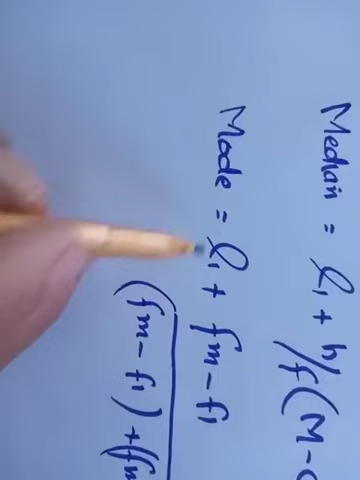 Median = l₁ + h/f (M - c
Mode = l₁ + fm - f₁
(fm - f₁) + (fm